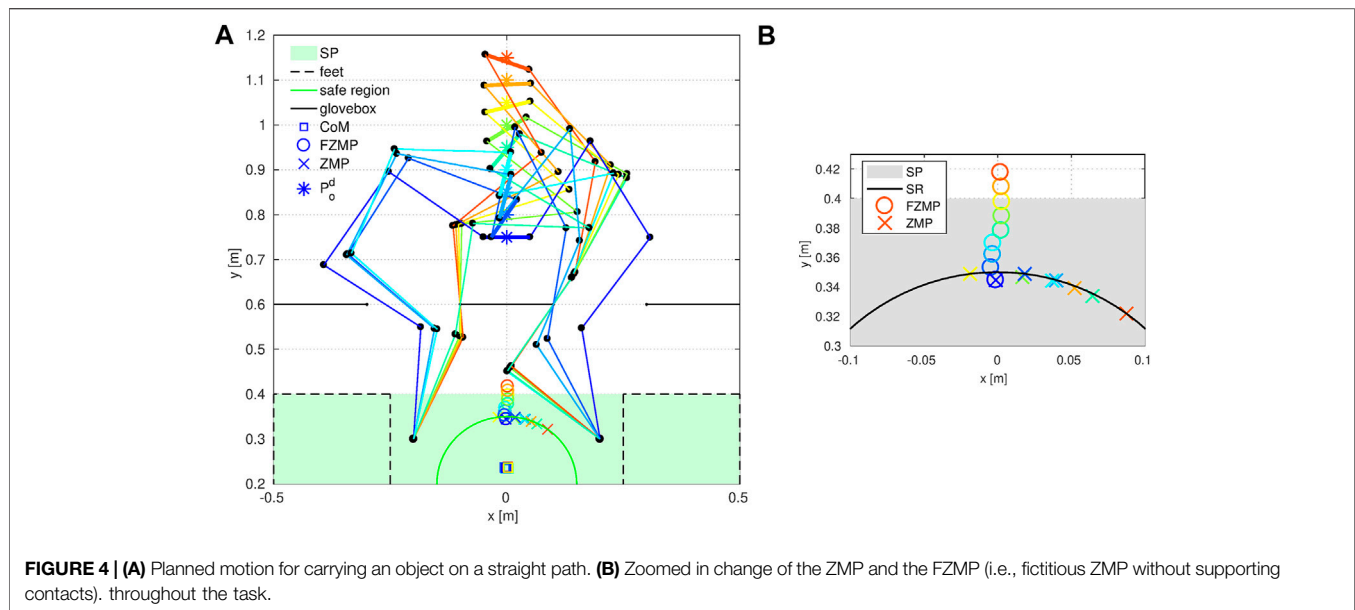 A
1.2
1.1
1
0.9
0.8
0.7
0.6
0.5
0.4
0.3
0.2
y [m]
SP
feet
safe region
glovebox
CoM
FZMP
ZMP
P_o^d
-0.5
0
0.5
x [m]
B
0.42
0.4
0.38
0.36
0.34
0.32
0.3
y [m]
SP
SR
FZMP
ZMP
-0.1
-0.05
0
0.05
0.1
x [m]
FIGURE 4 | (A) Planned motion for carrying an object on a straight path. (B) Zoomed in change of the ZMP and the FZMP (i.e., fictitious ZMP without supporting
contacts). throughout the task.